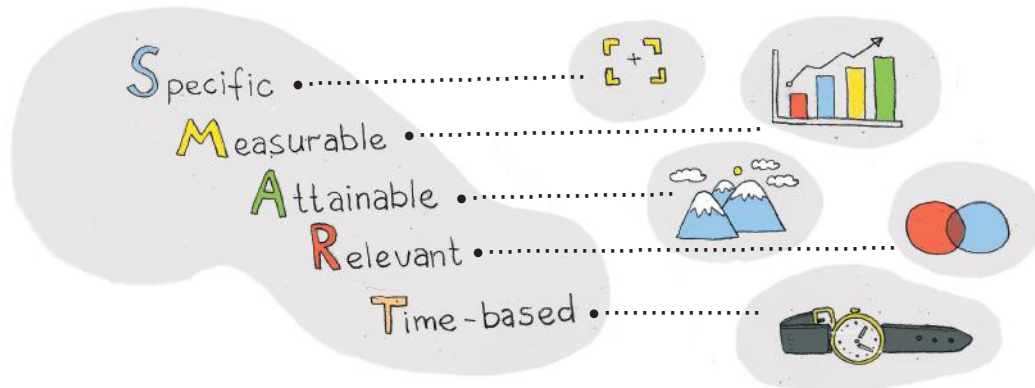 Specific
Measurable
Attainable
Relevant
Time-based